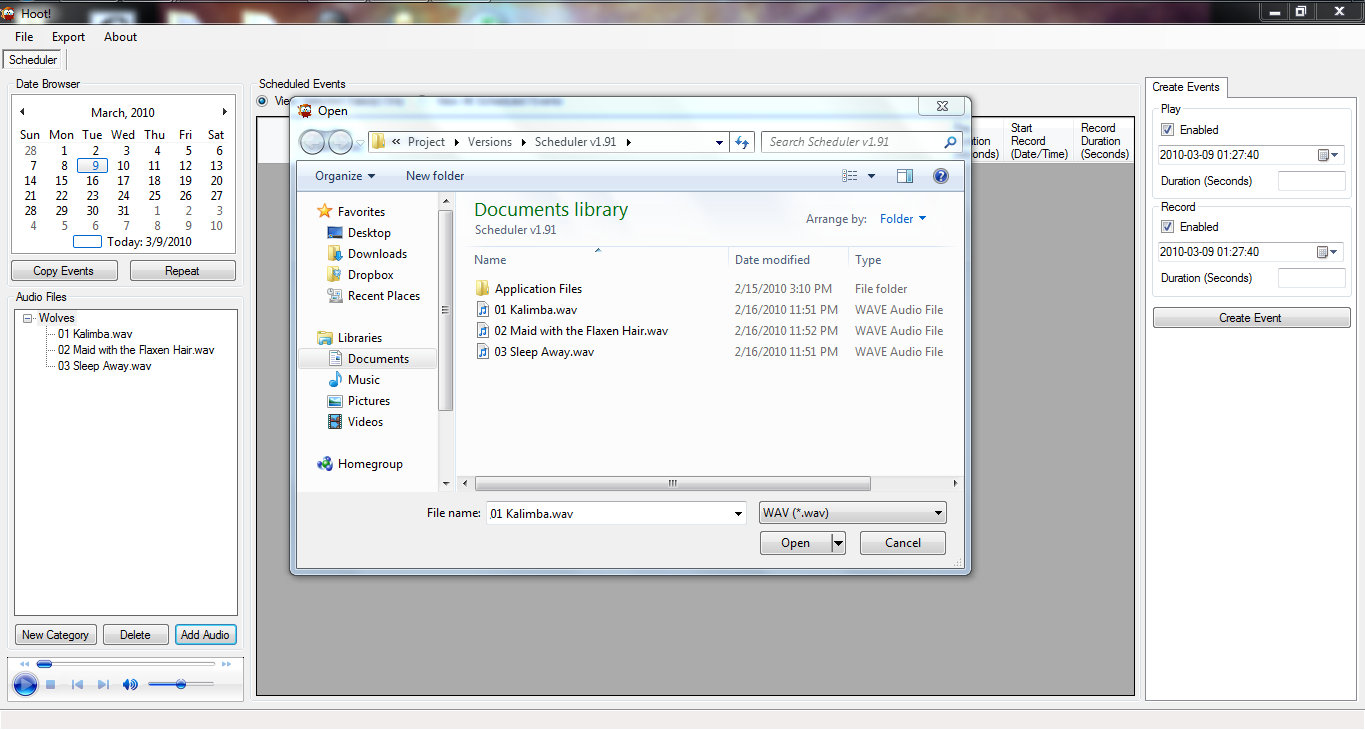 Hoot!
File Export About
Scheduler
Date Browser
March, 2010
Sun Mon Tue Wed Thu Fri Sat
28 1 2 3 4 5 6
7 8 9 10 11 12 13
14 15 16 17 18 19 20
21 22 23 24 25 26 27
28 29 30 31 1 2 3
4 5 6 7 8 9 10
Today: 3/9/2010
Copy Events Repeat
Audio Files
Wolves
01 Kalimba.wav
02 Maid with the Flaxen Hair.wav
03 Sleep Away.wav
New Category Delete Add Audio
Scheduled Events
Open
« Project Versions Scheduler v1.91
Search Scheduler v1.91
Organize New folder
Favorites
Desktop
Downloads
Dropbox
Recent Places
Libraries
Documents
Music
Pictures
Videos
Homegroup
Documents library
Scheduler v1.91
Arrange by: Folder
Name Date modified Type
Application Files 2/15/2010 3:10 PM File folder
01 Kalimba.wav 2/16/2010 11:51 PM WAVE Audio File
02 Maid with the Flaxen Hair.wav 2/16/2010 11:52 PM WAVE Audio File
03 Sleep Away.wav 2/16/2010 11:51 PM WAVE Audio File
File name: 01 Kalimba.wav WAV (*.wav)
Open Cancel
Start
Record
(Date/Time)
Record
Duration
(Seconds)
Create Events
Play
Enabled
2010-03-09 01:27:40
Duration (Seconds)
Record
Enabled
2010-03-09 01:27:40
Duration (Seconds)
Create Event